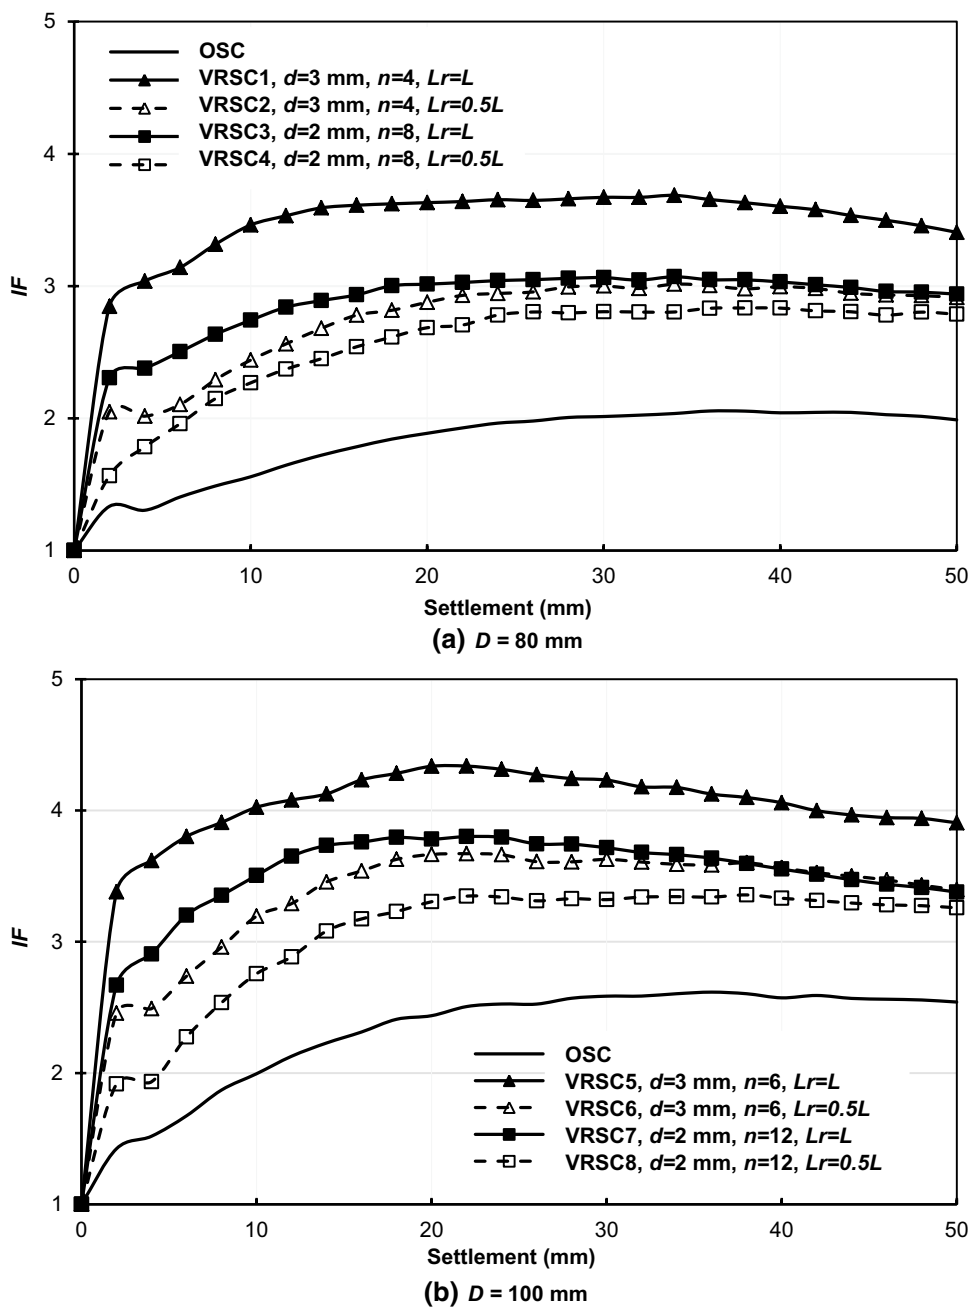 5
4
3
2
1
IF
OSC
VRSC1, d=3 mm, n=4, Lr=L
VRSC2, d=3 mm, n=4, Lr=0.5L
VRSC3, d=2 mm, n=8, Lr=L
VRSC4, d=2 mm, n=8, Lr=0.5L
0 10 20 30 40 50
Settlement (mm)
(a) D = 80 mm
5
4
3
2
1
IF
OSC
VRSC5, d=3 mm, n=6, Lr=L
VRSC6, d=3 mm, n=6, Lr=0.5L
VRSC7, d=2 mm, n=12, Lr=L
VRSC8, d=2 mm, n=12, Lr=0.5L
0 10 20 30 40 50
Settlement (mm)
(b) D = 100 mm